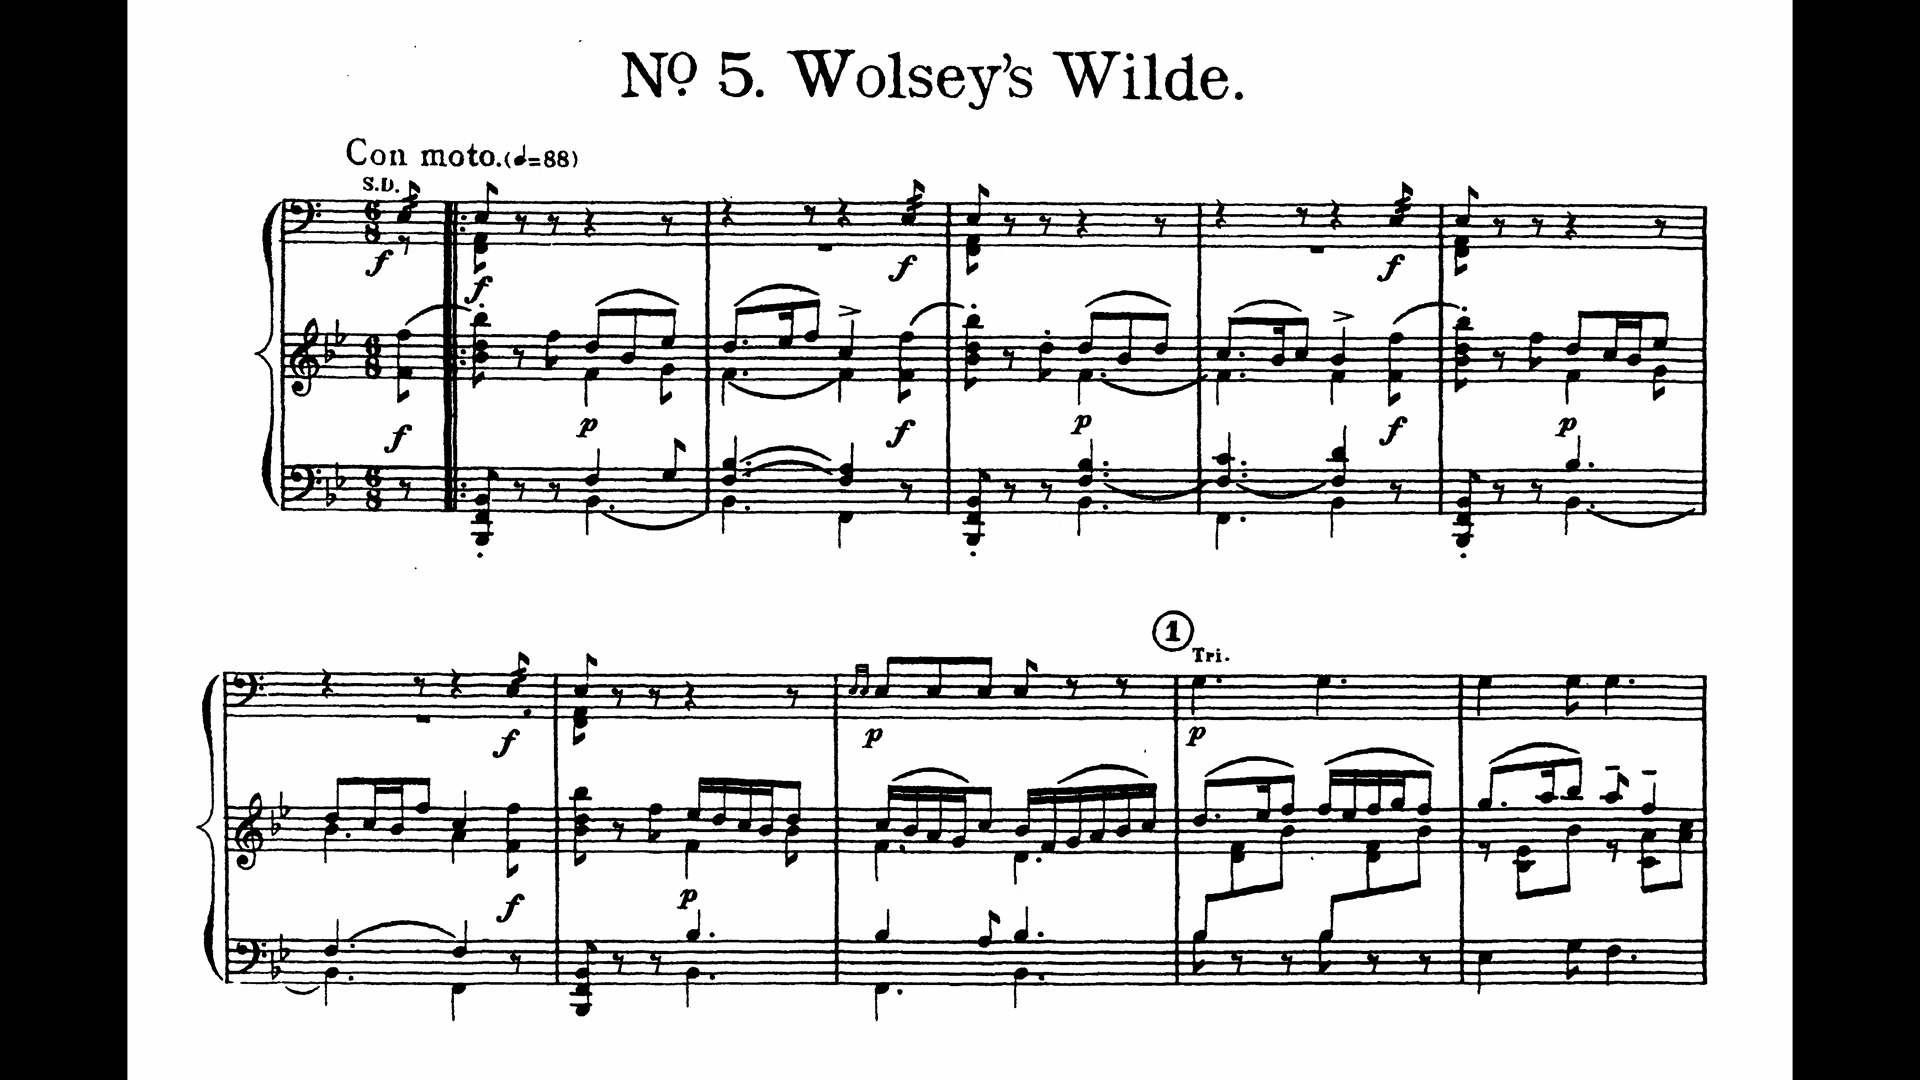 No 5. Wolsey's Wilde.
Con moto. (♩=88)
S.D.
f
f
f
f
f
p
f
p
f
p
1
Tri.
f
p
p
f
p